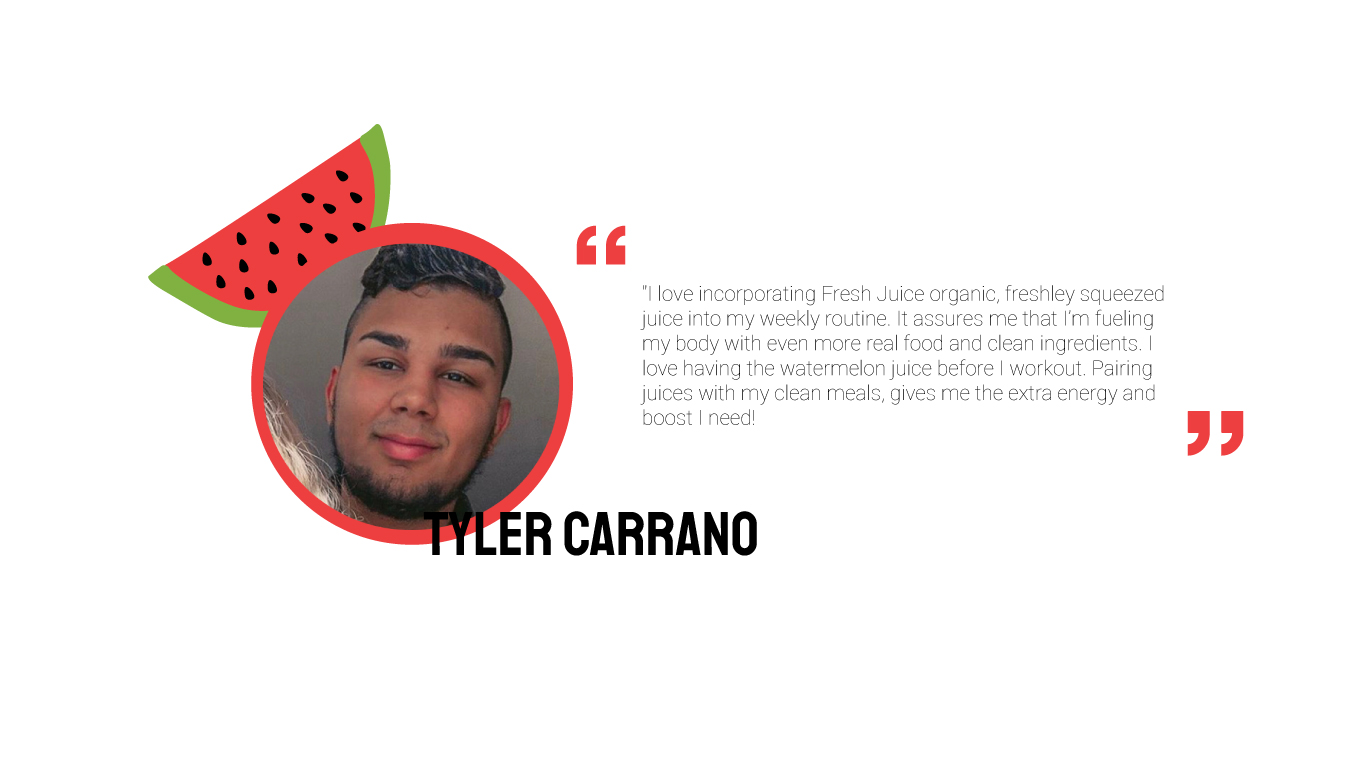 “
"I love incorporating Fresh Juice organic, freshley squeezed
juice into my weekly routine. It assures me that I'm fueling
my body with even more real food and clean ingredients. I
love having the watermelon juice before I workout. Pairing
juices with my clean meals, gives me the extra energy and
boost I need!
”
TYLER CARRANO